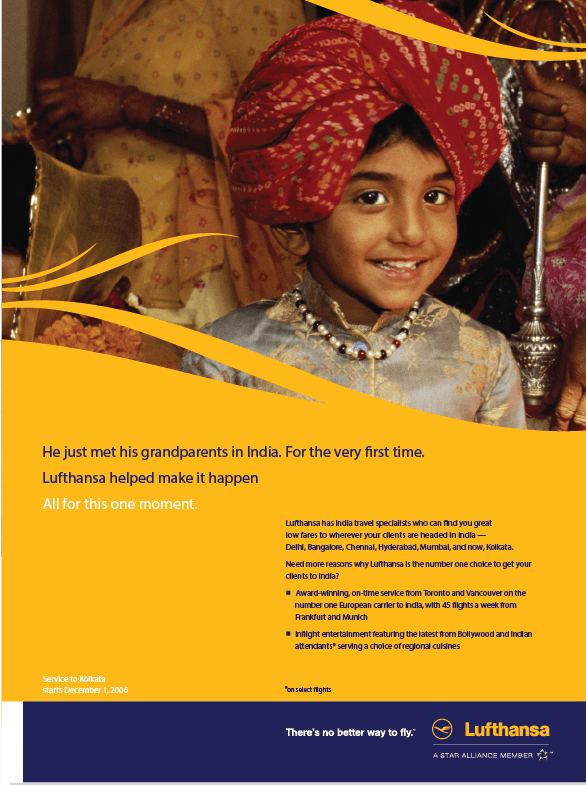 He just met his grandparents in India. For the very first time.
Lufthansa helped make it happen
All for this one moment.
Lufthansa has India travel specialists who can find you great
low fares to wherever your clients are headed in India —
Delhi, Bangalore, Chennai, Hyderabad, Mumbai, and now, Kolkata.
Need more reasons why Lufthansa is the number one choice to get your
clients to India?
■ Award-winning, on-time service from Toronto and Vancouver on the
number one European carrier to India, with 45 flights a week from
Frankfurt and Munich
■ Inflight entertainment featuring the latest from Bollywood and Indian
attendants* serving a choice of regional cuisines
Service to Kolkata
starts December 1, 2006
*on select flights
There's no better way to fly.™
Lufthansa
A STAR ALLIANCE MEMBER ™